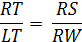 RT/LT = RS/RW